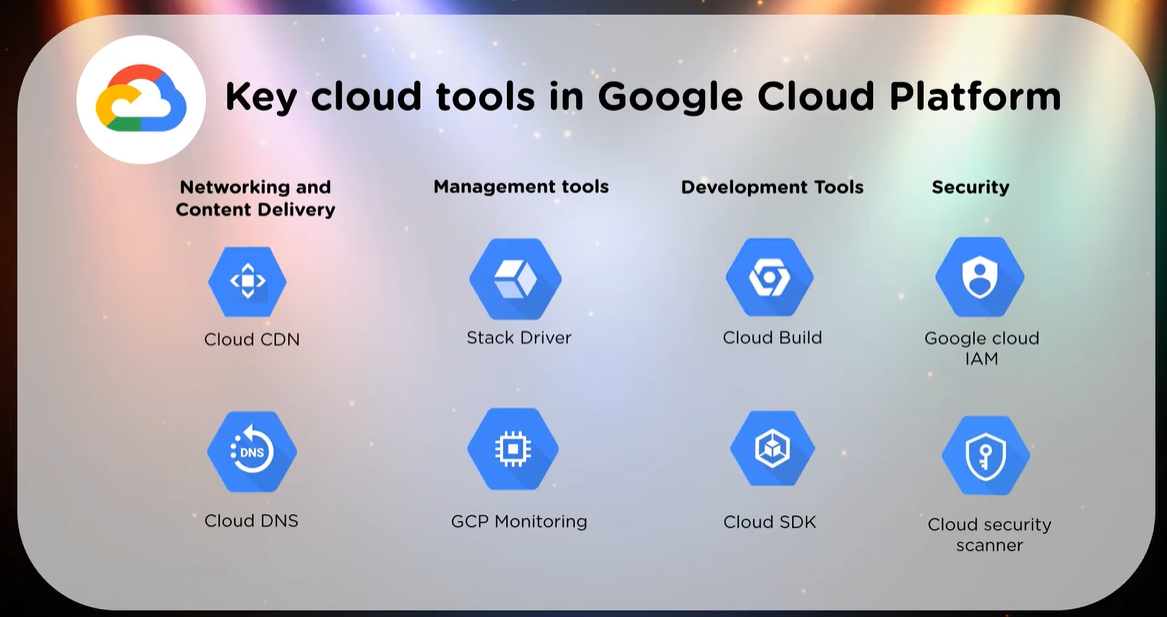 Key cloud tools in Google Cloud Platform
Networking and
Content Delivery
Management tools
Development Tools
Security
Cloud CDN
Stack Driver
Cloud Build
Google cloud
IAM
DNS
Cloud DNS
GCP Monitoring
Cloud SDK
Cloud security
scanner